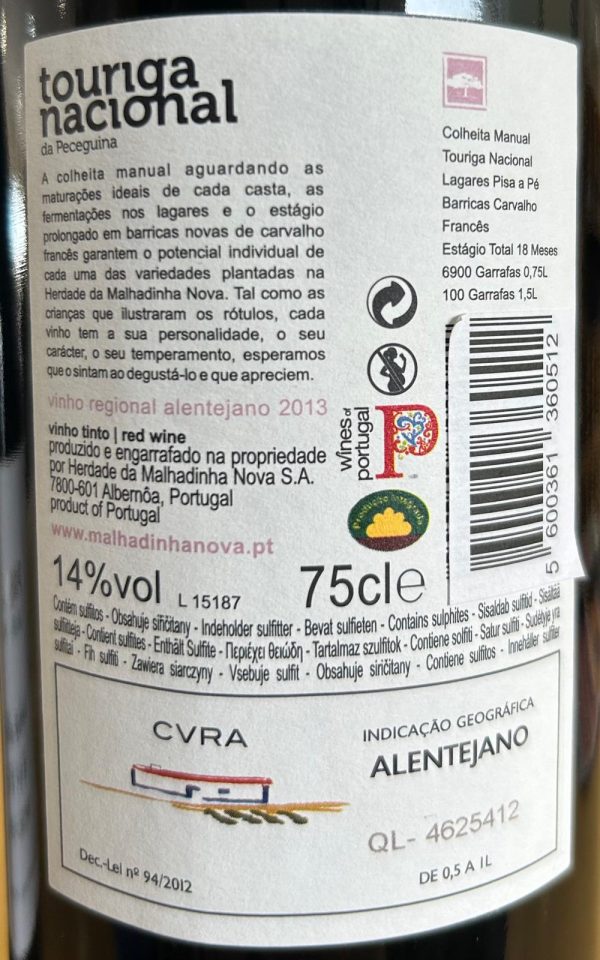 touriga
nacional
da Peceguina
A colheita manual aguardando as
maturações ideais de cada casta, as
fermentações nos lagares e o estágio
prolongado em barricas novas de carvalho
francês garantem o potencial individual de
cada uma das variedades plantadas na
Herdade da Malhadinha Nova. Tal como as
crianças que ilustraram os rótulos, cada
vinho tem a sua personalidade, o seu
carácter, o seu temperamento, esperamos
que o sintam ao degustá-lo e que apreciem.
vinho regional alentejano 2013
vinho tinto | red wine
produzido e engarrafado na propriedade
por Herdade da Malhadinha Nova S.A.
7800-601 Albernôa, Portugal
product of Portugal
www.malhadinhanova.pt
14%vol L 15187 75cl e
Colheita Manual
Touriga Nacional
Lagares Pisa a Pé
Barricas Carvalho
Francês
Estágio Total 18 Meses
6900 Garrafas 0,75L
100 Garrafas 1,5L
wines of
portugal
P
Produção Integrada
5 600361 360512
Contém sulfitos - Obsahuje siřičitany - Indeholder sulfitter - Bevat sulfieten - Contains sulphites - Sisaldab sulfitid - Sisältää
sulfiitteja - Contient sulfites - Enthält Sulfite - Περιέχει θειώδη - Tartalmaz szulfitok - Contiene solfiti - Satur sulfiti - Sudėtyje yra
sulfitai - Fih sulfiti - Zawiera siarczyny - Vsebuje sulfit - Obsahuje siričitany - Contiene sulfitos - Innehåller sulfiter
CVRA
INDICAÇÃO GEOGRÁFICA
ALENTEJANO
QL- 4625412
Dec.-Lei nº 94/2012
DE 0,5 A 1L